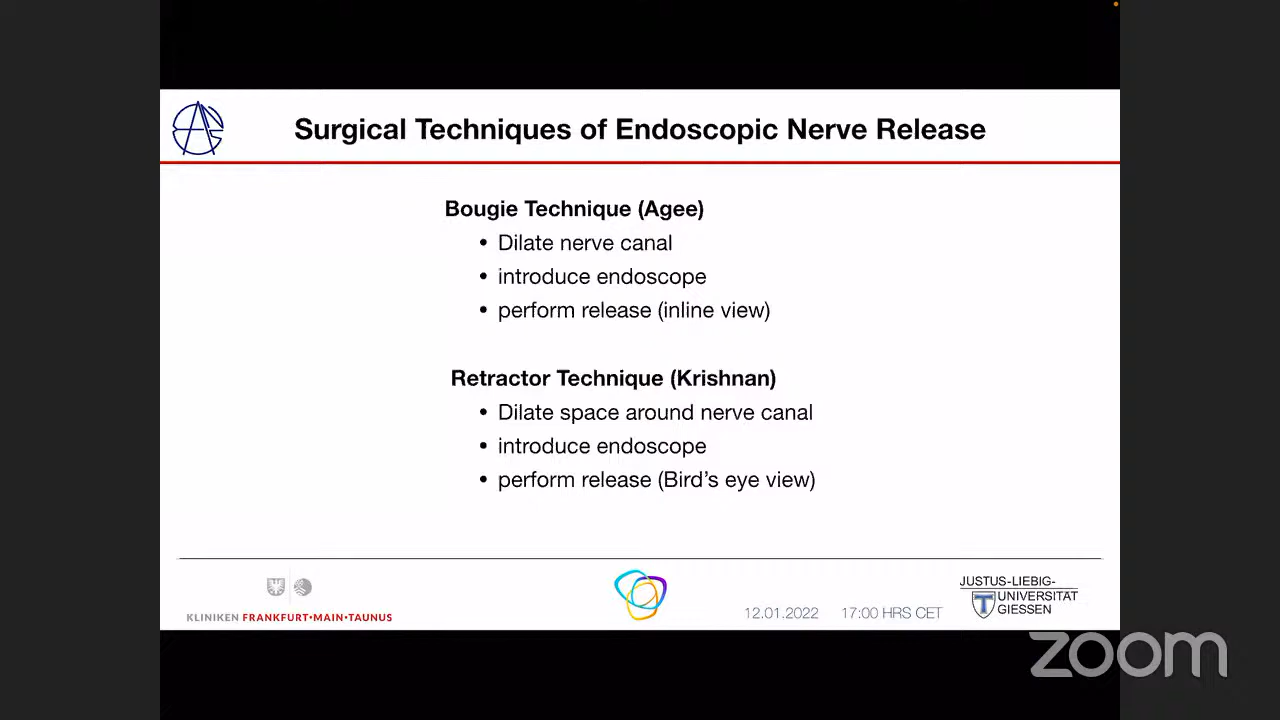 Surgical Techniques of Endoscopic Nerve Release
Bougie Technique (Agee)
• Dilate nerve canal
• introduce endoscope
• perform release (inline view)
Retractor Technique (Krishnan)
• Dilate space around nerve canal
• introduce endoscope
• perform release (Bird's eye view)
KLINIKEN FRANKFURT•MAIN•TAUNUS
12.01.2022 17:00 HRS CET
JUSTUS-LIEBIG-
UNIVERSITÄT
GIESSEN
zoom